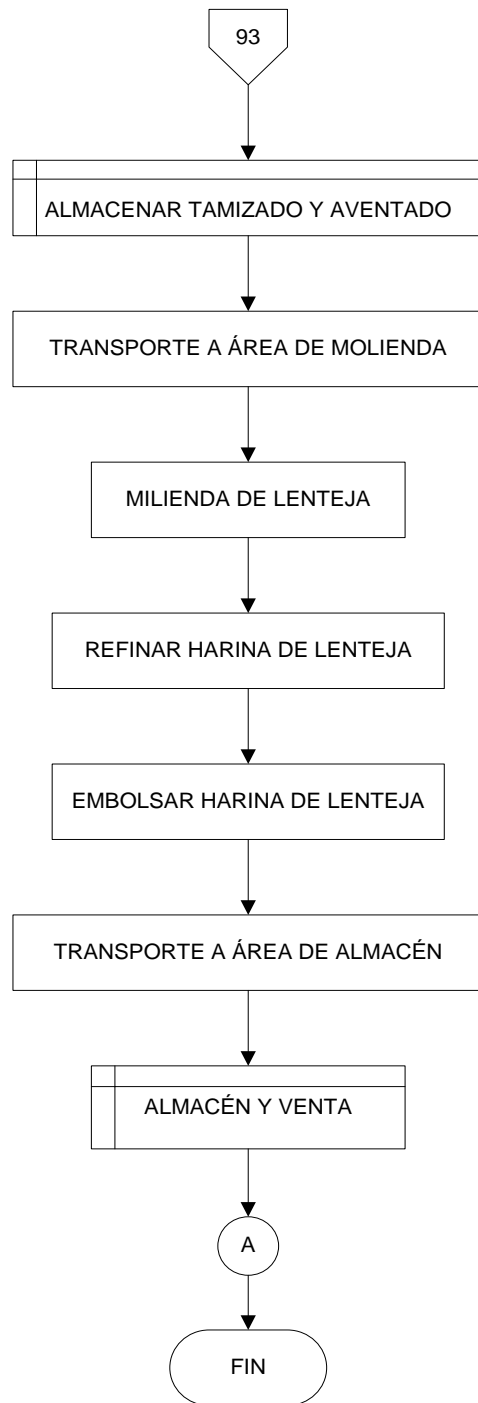 93
ALMACENAR TAMIZADO Y AVENTADO
TRANSPORTE A ÁREA DE MOLIENDA
MILIENDA DE LENTEJA
REFINAR HARINA DE LENTEJA
EMBOLSAR HARINA DE LENTEJA
TRANSPORTE A ÁREA DE ALMACÉN
ALMACÉN Y VENTA
A
FIN